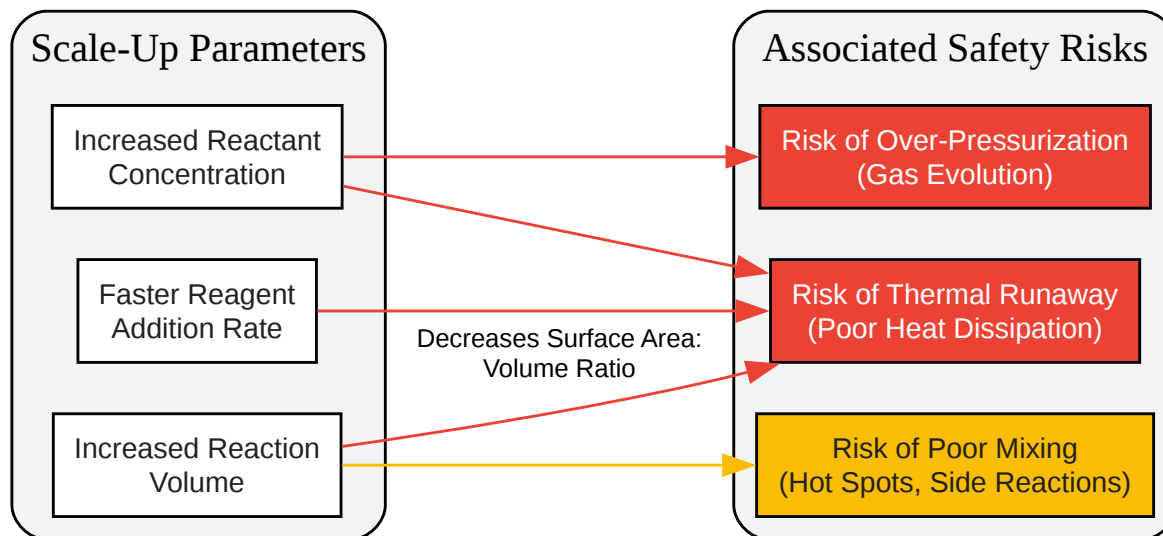 Scale-Up Parameters
Increased Reactant
Concentration
Faster Reagent
Addition Rate
Increased Reaction
Volume
Decreases Surface Area:
Volume Ratio
Associated Safety Risks
Risk of Over-Pressurization
(Gas Evolution)
Risk of Thermal Runaway
(Poor Heat Dissipation)
Risk of Poor Mixing
(Hot Spots, Side Reactions)